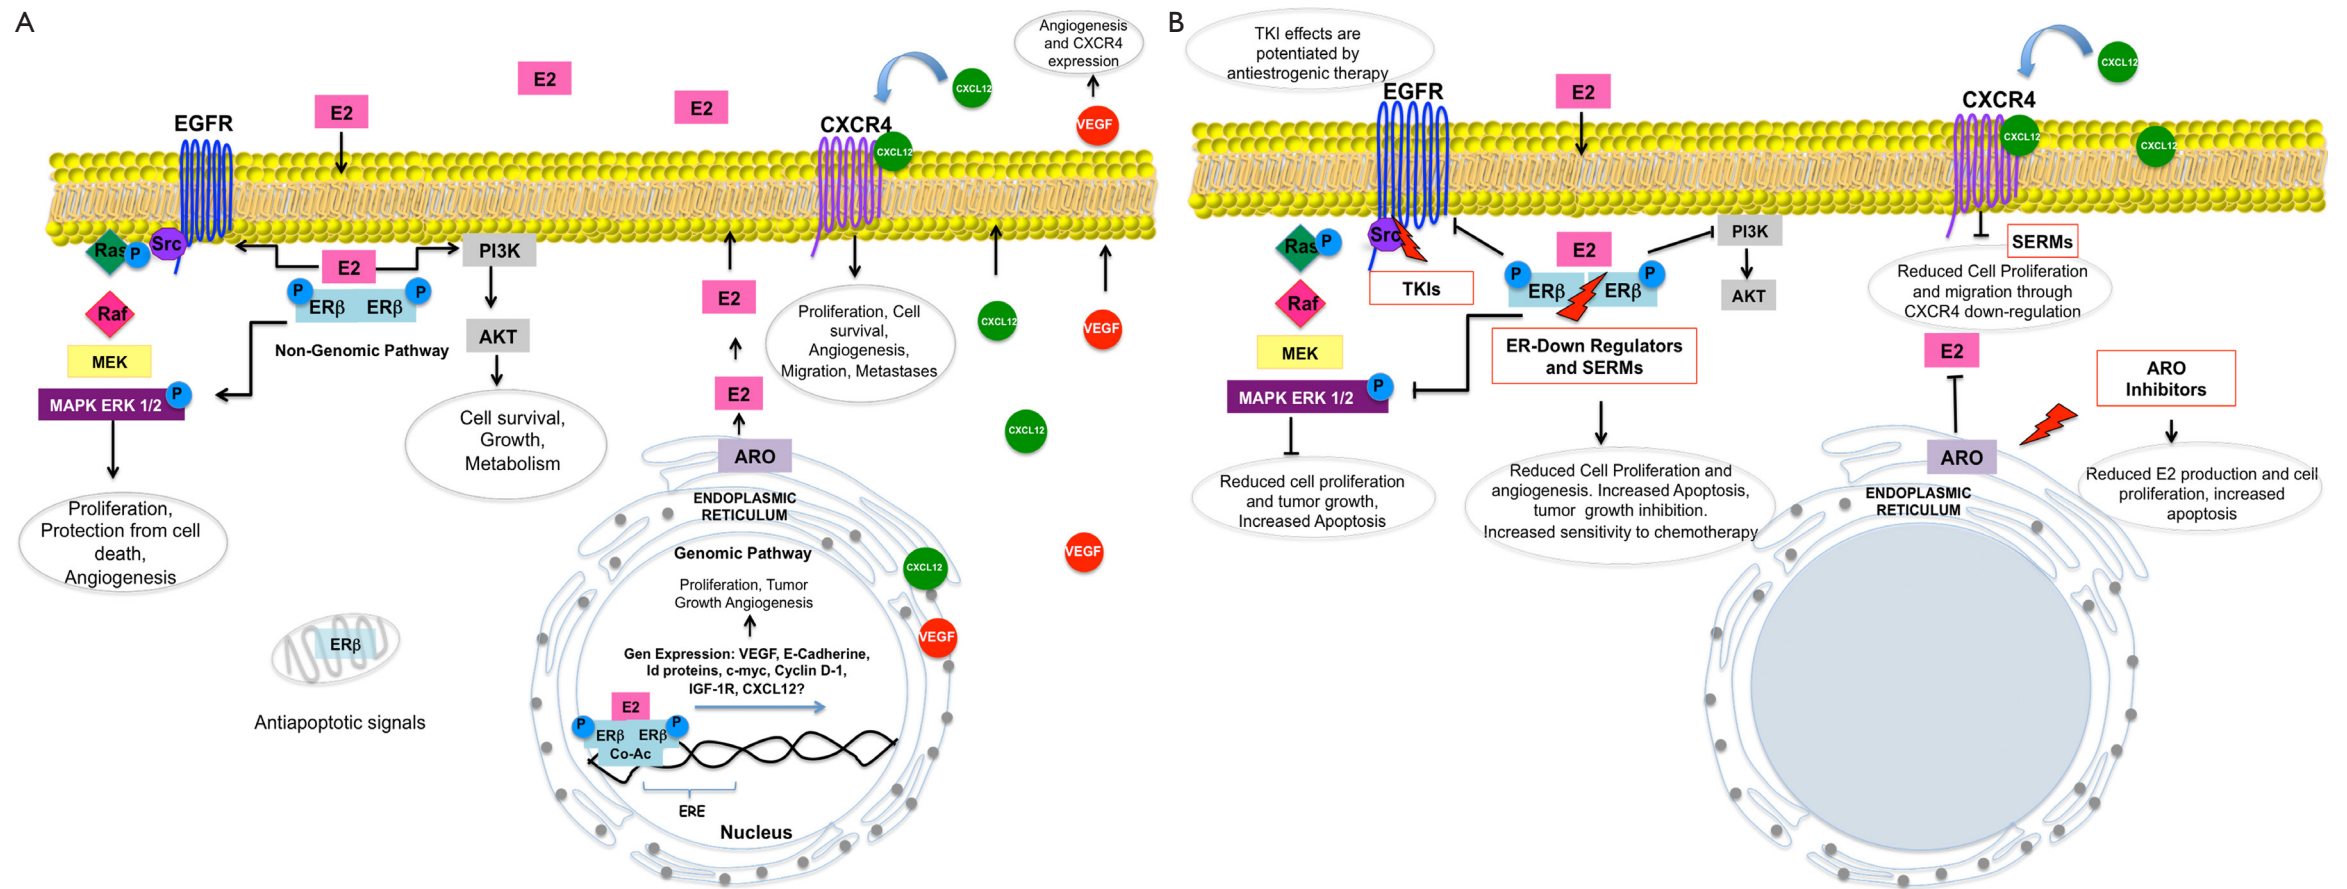 A
Angiogenesis
and CXCR4
expression
VEGF
CXCL12
E2
E2
E2
EGFR
CXCR4
CXCL12
Ras
P
Src
E2
PI3K
P
ERβ
ERβ
P
Raf
Non-Genomic Pathway
AKT
MEK
MAPK ERK 1/2
P
Cell survival,
Growth,
Metabolism
Proliferation,
Protection from cell
death,
Angiogenesis
E2
E2
ARO
Proliferation, Cell
survival,
Angiogenesis,
Migration, Metastases
CXCL12
VEGF
CXCL12
VEGF
ENDOPLASMIC
RETICULUM
Genomic Pathway
CXCL12
VEGF
Proliferation, Tumor
Growth Angiogenesis
Gen Expression: VEGF, E-Cadherine,
Id proteins, c-myc, Cyclin D-1,
IGF-1R, CXCL12?
E2
P
P
ERβ
ERβ
Co-Ac
ERE
Nucleus
ERβ
Antiapoptotic signals
B
TKI effects are
potentiated by
antiestrogenic therapy
EGFR
E2
CXCL12
CXCR4
CXCL12
CXCL12
Ras
P
Src
TKIs
E2
P
ERβ
ERβ
P
PI3K
AKT
SERMs
Reduced Cell Proliferation
and migration through
CXCR4 down-regulation
Raf
MEK
MAPK ERK 1/2
P
ER-Down Regulators
and SERMs
E2
ARO
Inhibitors
Reduced cell proliferation
and tumor growth,
Increased Apoptosis
Reduced Cell Proliferation and
angiogenesis. Increased Apoptosis,
tumor growth inhibition.
Increased sensitivity to chemotherapy
ARO
ENDOPLASMIC
RETICULUM
Reduced E2 production and cell
proliferation, increased
apoptosis